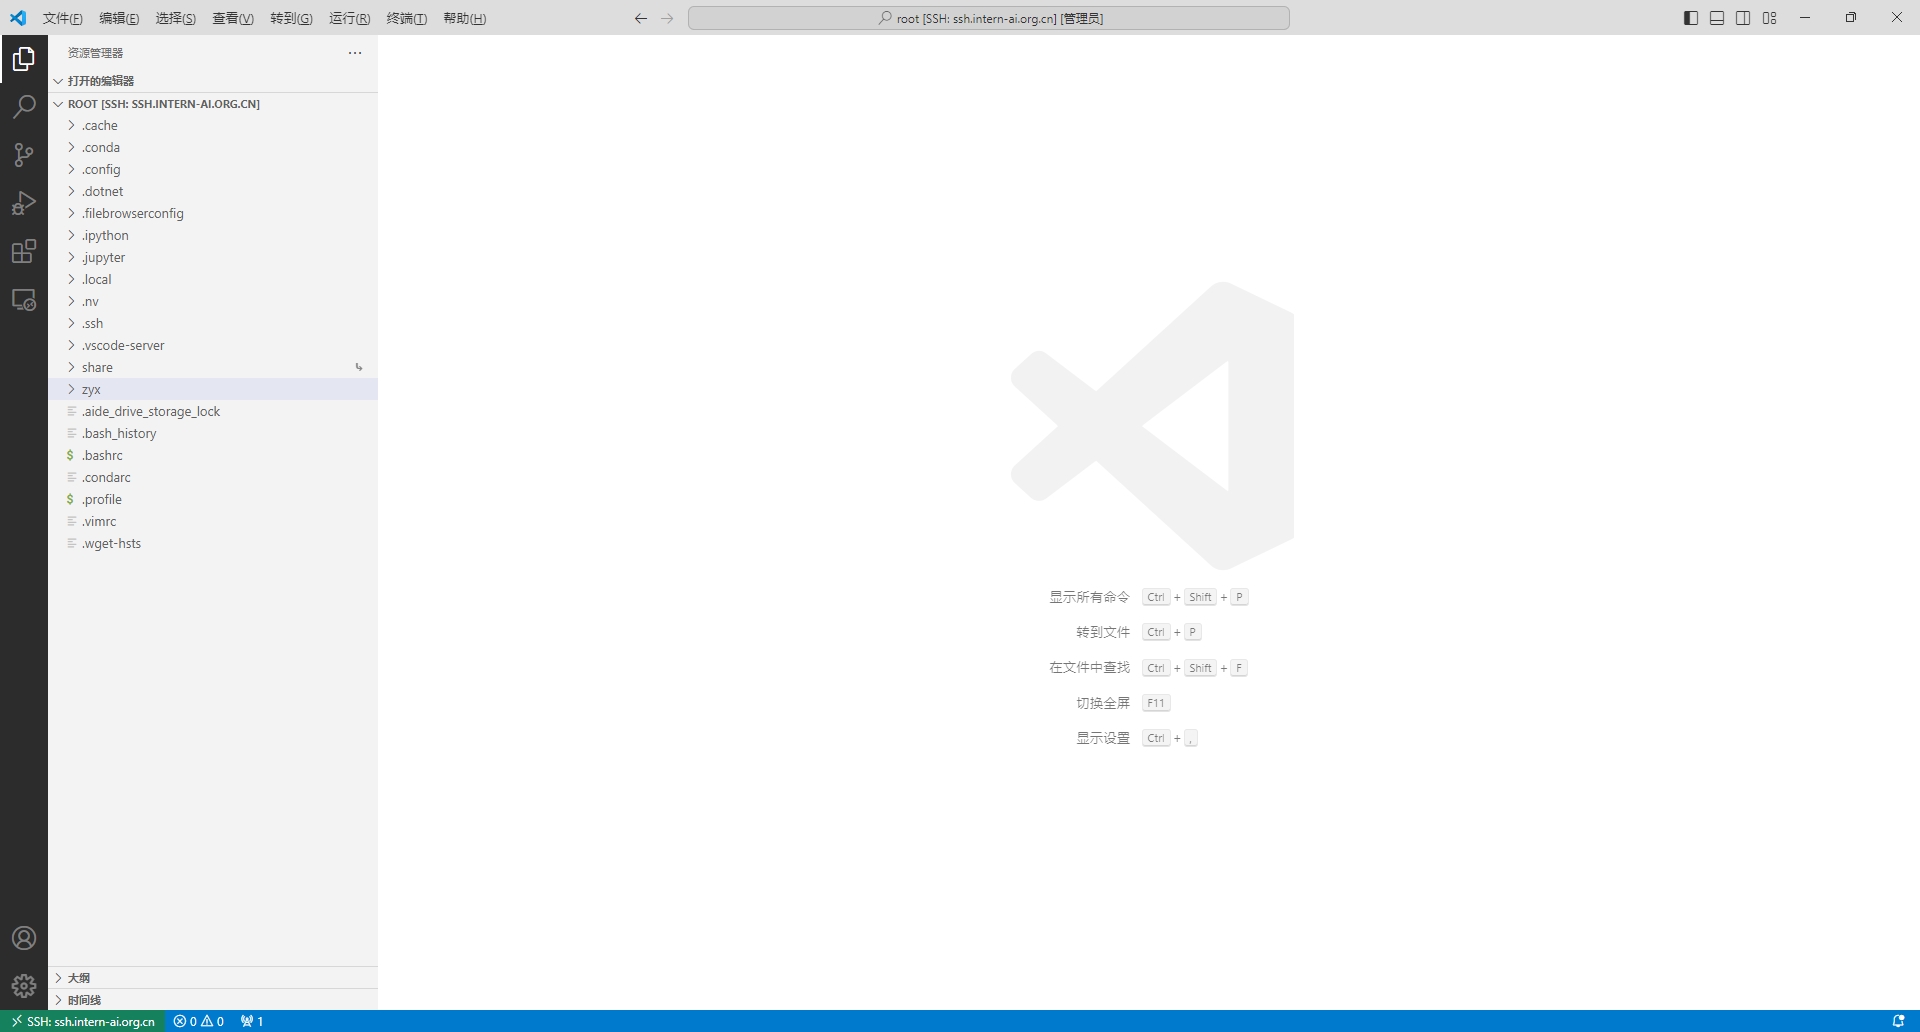 文件(F) 编辑(E) 选择(S) 查看(V) 转到(G) 运行(R) 终端(T) 帮助(H)
root [SSH: ssh.intern-ai.org.cn] [管理员]
资源管理器
打开的编辑器
ROOT [SSH: SSH.INTERN-AI.ORG.CN]
.cache
.conda
.config
.dotnet
.filebrowserconfig
.ipython
.jupyter
.local
.nv
.ssh
.vscode-server
share
zyx
.aide_drive_storage_lock
.bash_history
$ .bashrc
.condarc
$ .profile
.vimrc
.wget-hsts
显示所有命令 Ctrl + Shift + P
转到文件 Ctrl + P
在文件中查找 Ctrl + Shift + F
切换全屏 F11
显示设置 Ctrl + ,
大纲
时间线
SSH: ssh.intern-ai.org.cn 0 0 1